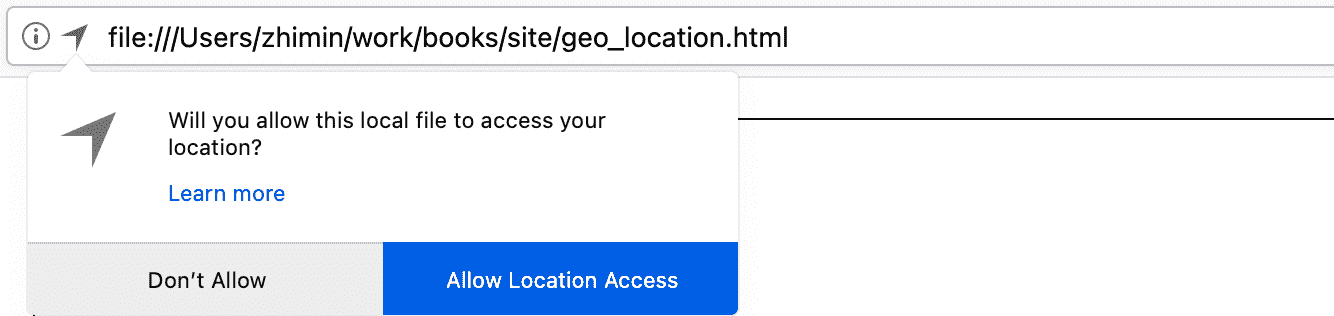 file:///Users/zhimin/work/books/site/geo_location.html
Will you allow this local file to access your
location?
Learn more
Don’t Allow
Allow Location Access